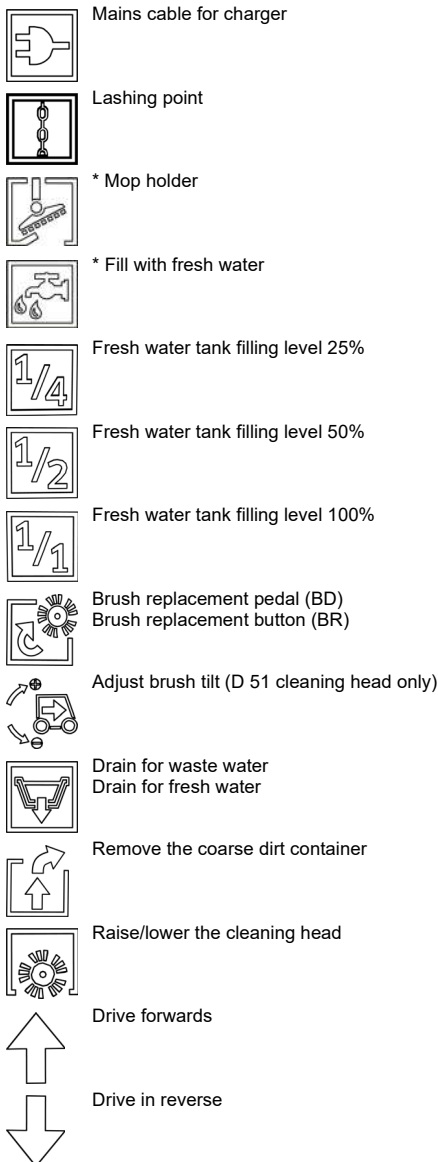 Mains cable for charger
Lashing point
* Mop holder
* Fill with fresh water
1/4
Fresh water tank filling level 25%
1/2
Fresh water tank filling level 50%
1/1
Fresh water tank filling level 100%
Brush replacement pedal (BD)
Brush replacement button (BR)
Adjust brush tilt (D 51 cleaning head only)
Drain for waste water
Drain for fresh water
Remove the coarse dirt container
Raise/lower the cleaning head
Drive forwards
Drive in reverse